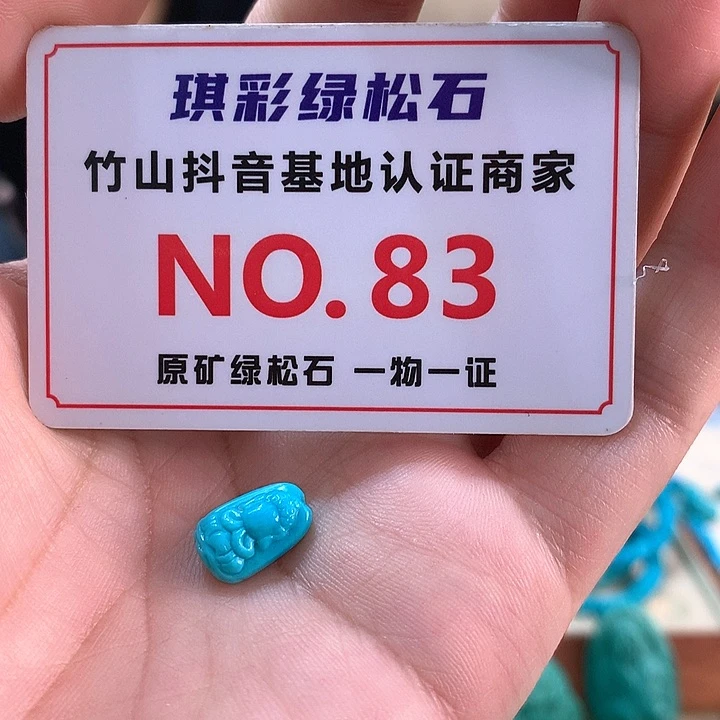 琪彩绿松石
竹山抖音基地认证商家
NO. 83
原矿绿松石 一物一证